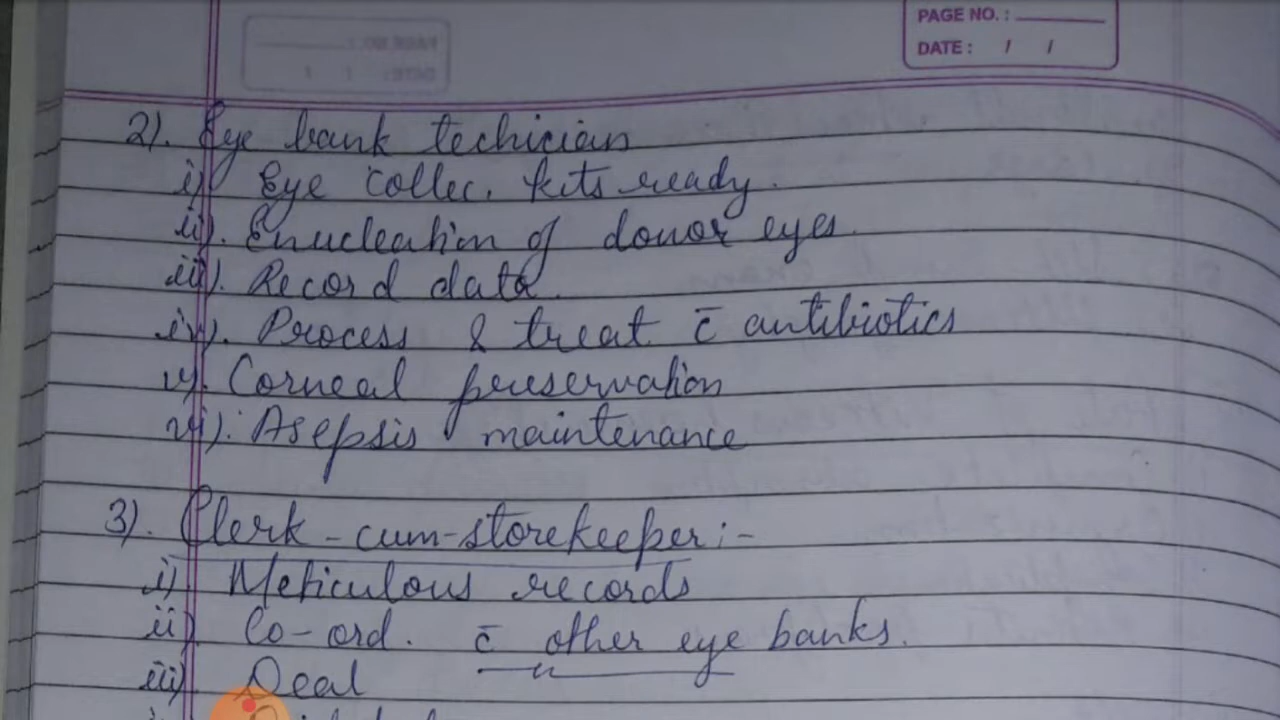 PAGE NO. :
DATE : / /
2). Eye bank techician
i) Eye collec. kits ready.
ii). Enucleation of donor eyes.
iii). Record data.
iv). Process & treat c̄ antibiotics
v). Corneal preservation
vi). Asepsis maintenance
3). Clerk-cum-storekeeper:-
i) Meticulous records
ii) Co-ord. c̄ other eye banks.
iii) Deal "